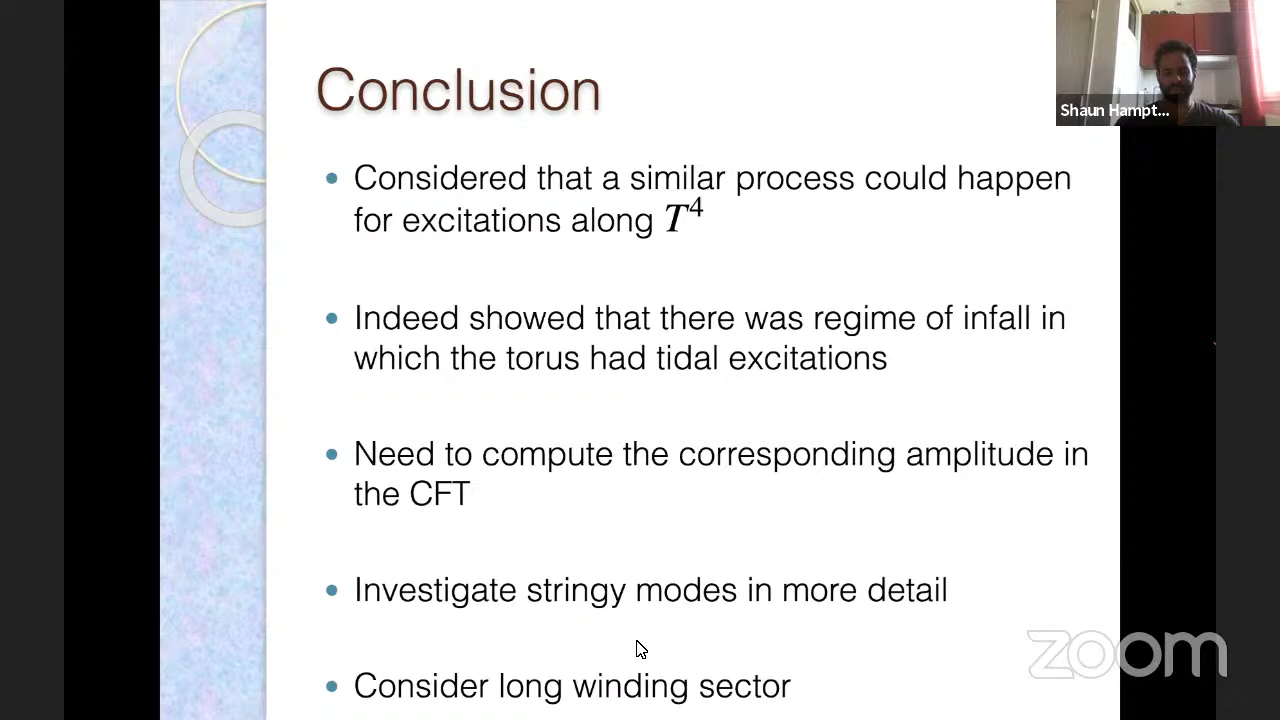 Conclusion
Shaun Hampt...
• Considered that a similar process could happen
for excitations along T⁴
• Indeed showed that there was regime of infall in
which the torus had tidal excitations
• Need to compute the corresponding amplitude in
the CFT
• Investigate stringy modes in more detail
zoom
• Consider long winding sector